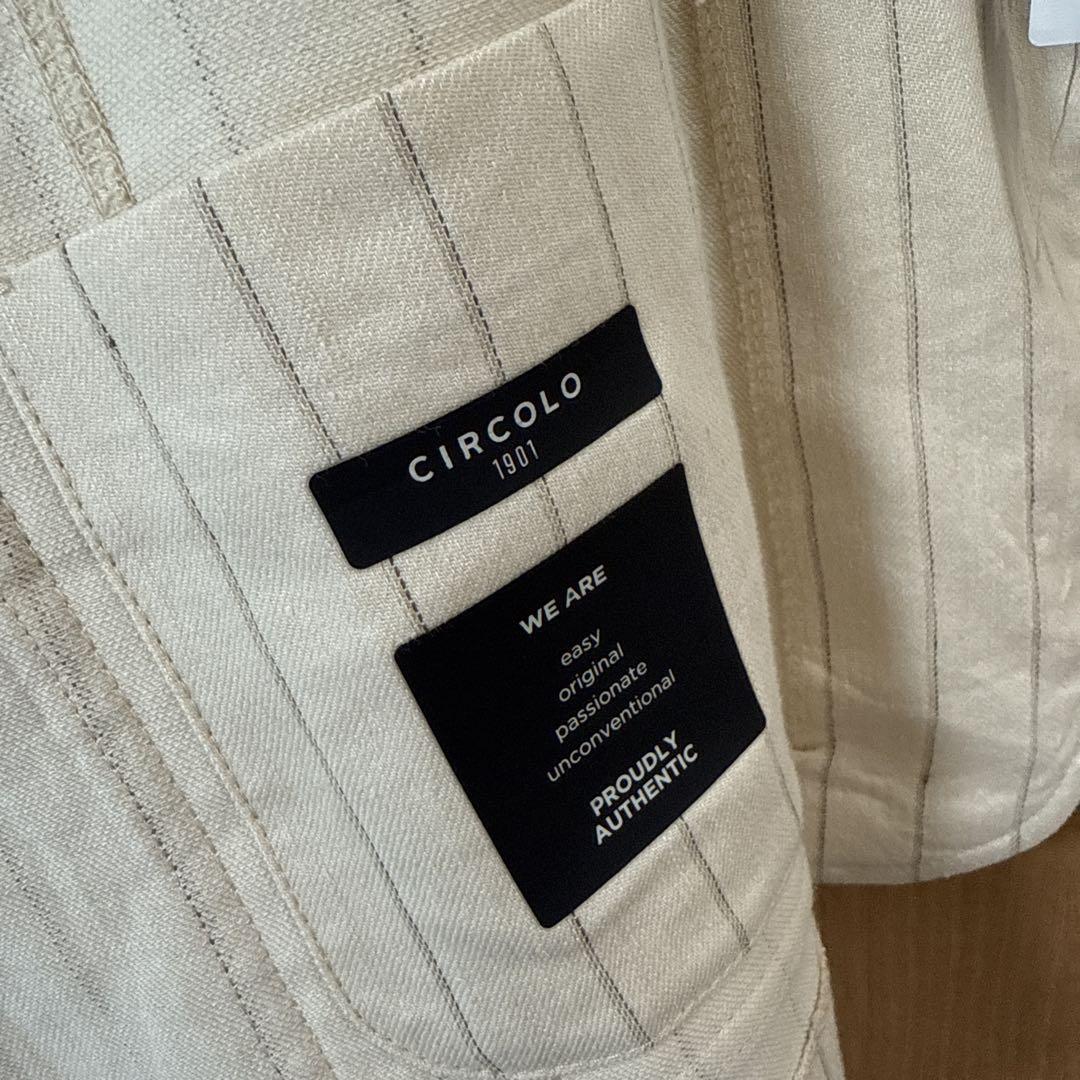 CIRCOLO
1901
WE ARE
easy
original
passionate
unconventional
PROUDLY
AUTHENTIC